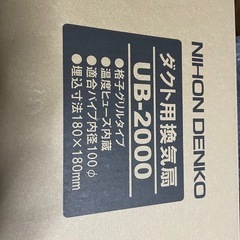 NIHON DENKO
ダクト用換気扇
UB-2000
●格子グリルタイプ
●温度ヒューズ内蔵
●適合パイプ内径100φ
●埋込寸法180×180mm